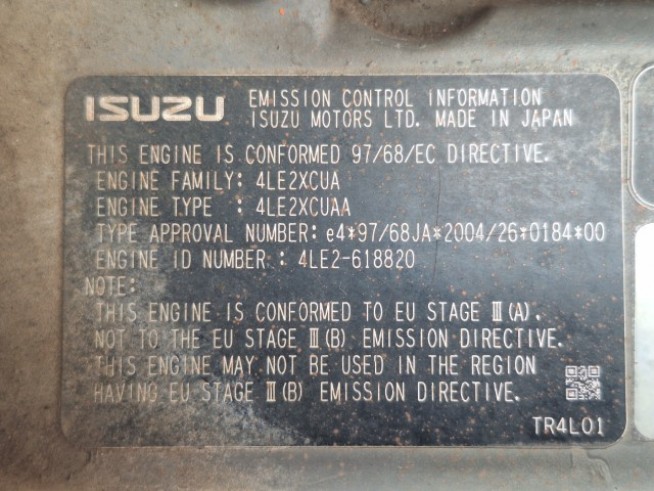 ISUZU EMISSION CONTROL INFORMATION
ISUZU MOTORS LTD. MADE IN JAPAN
THIS ENGINE IS CONFORMED 97/68/EC DIRECTIVE.
ENGINE FAMILY: 4LE2XCUA
ENGINE TYPE : 4LE2XCUAA
TYPE APPROVAL NUMBER: e4*97/68JA*2004/26*0184*00
ENGINE ID NUMBER : 4LE2-618820
NOTE:
THIS ENGINE IS CONFORMED TO EU STAGE Ⅲ (A).
NOT TO THE EU STAGE Ⅲ (B) EMISSION DIRECTIVE.
THIS ENGINE MAY NOT BE USED IN THE REGION
HAVING EU STAGE Ⅲ (B) EMISSION DIRECTIVE.
TR4L01